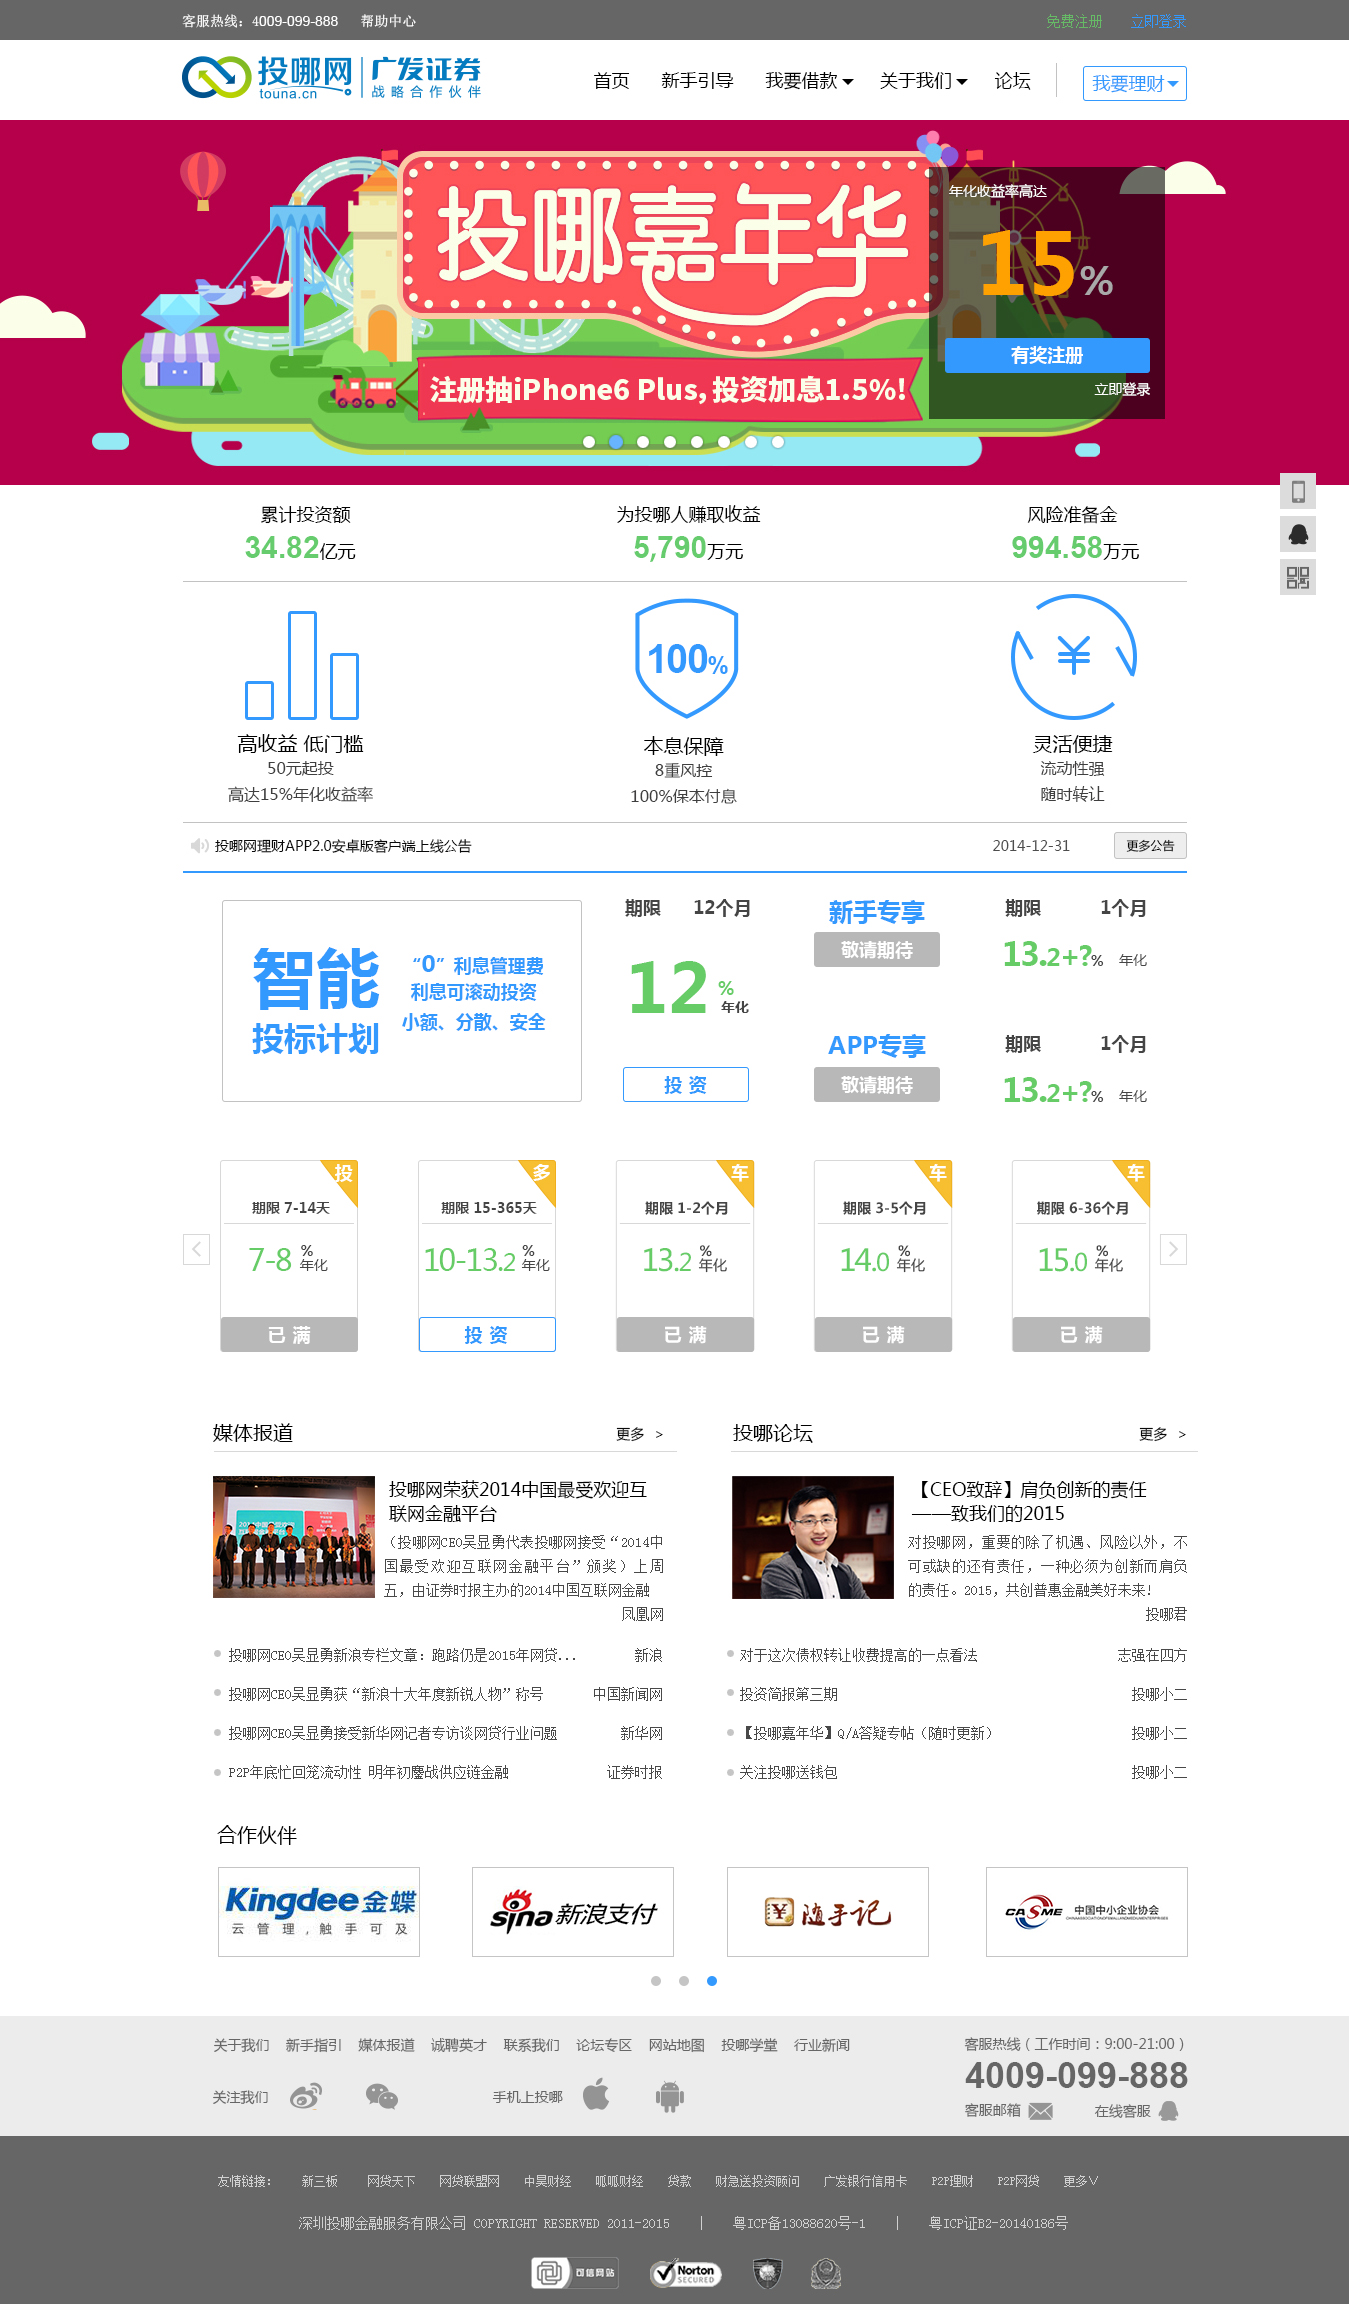 客服热线：4009-099-888 帮助中心 免费注册 立即登录
投哪网 touna.cn 广发证券 战略合作伙伴
首页 新手引导 我要借款 关于我们 论坛 我要理财
投哪嘉年华
注册抽iPhone6 Plus, 投资加息1.5%!
年化收益率高达
15%
有奖注册
立即登录
累计投资额 为投哪人赚取收益 风险准备金
34.82亿元 5,790万元 994.58万元
100%
¥
高收益 低门槛 本息保障 灵活便捷
50元起投 8重风控 流动性强
高达15%年化收益率 100%保本付息 随时转让
投哪网理财APP2.0安卓版客户端上线公告 2014-12-31 更多公告
智能
投标计划
“0” 利息管理费
利息可滚动投资
小额、分散、安全
期限 12个月
12 % 年化
投 资
新手专享
敬请期待
期限 1个月
13.2+?% 年化
APP专享
敬请期待
期限 1个月
13.2+?% 年化
投 多 车 车 车
期限 7-14天 期限 15-365天 期限 1-2个月 期限 3-5个月 期限 6-36个月
7-8 % 年化 10-13.2 % 年化 13.2 % 年化 14.0 % 年化 15.0 % 年化
已 满 投 资 已 满 已 满 已 满
媒体报道 更多 >
投哪网荣获2014中国最受欢迎互
联网金融平台
（投哪网CEO吴显勇代表投哪网接受“2014中
国最受欢迎互联网金融平台”颁奖）上周
五，由证券时报主办的2014中国互联网金融
凤凰网
投哪网CEO吴显勇新浪专栏文章：跑路仍是2015年网贷... 新浪
投哪网CEO吴显勇获“新浪十大年度新锐人物”称号 中国新闻网
投哪网CEO吴显勇接受新华网记者专访谈网贷行业问题 新华网
P2P年底忙回笼流动性 明年初鏖战供应链金融 证券时报
投哪论坛 更多 >
【CEO致辞】肩负创新的责任
——致我们的2015
对投哪网，重要的除了机遇、风险以外，不
可或缺的还有责任，一种必须为创新而肩负
的责任。2015，共创普惠金融美好未来！
投哪君
对于这次债权转让收费提高的一点看法 志强在四方
投资简报第三期 投哪小二
【投哪嘉年华】Q/A答疑专帖（随时更新） 投哪小二
关注投哪送钱包 投哪小二
合作伙伴
Kingdee金蝶
云管理，触手可及
sina新浪支付
随手记
CASME 中国中小企业协会
关于我们 新手指引 媒体报道 诚聘英才 联系我们 论坛专区 网站地图 投哪学堂 行业新闻
关注我们 手机上投哪
客服热线（工作时间：9:00-21:00）
4009-099-888
客服邮箱 在线客服
友情链接： 新三板 网贷天下 网贷联盟网 中昊财经 呱呱财经 贷款 财急送投资顾问 广发银行信用卡 P2P理财 P2P网贷 更多∨
深圳投哪金融服务有限公司 COPYRIGHT RESERVED 2011-2015 | 粤ICP备13088620号-1 | 粤ICP证B2-20140186号
可信网站 Norton SECURED